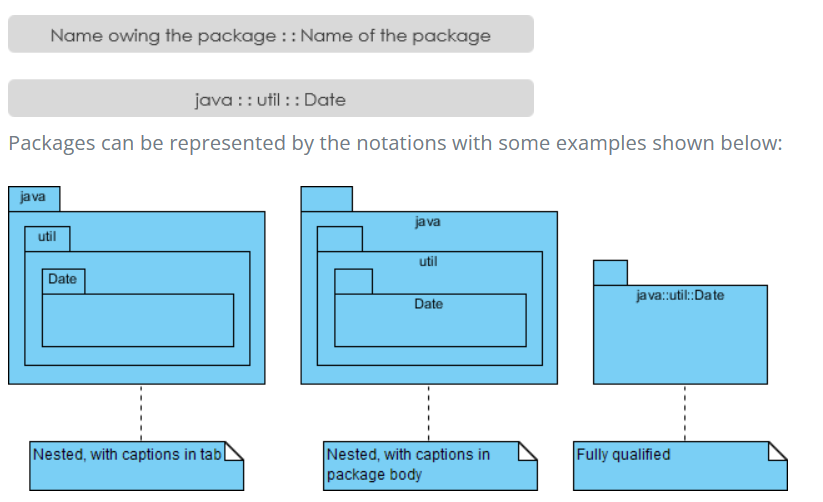 Name owing the package : : Name of the package
java : : util : : Date
Packages can be represented by the notations with some examples shown below:
java
util
Date
java
util
Date
java::util::Date
Nested, with captions in tab
Nested, with captions in
package body
Fully qualified